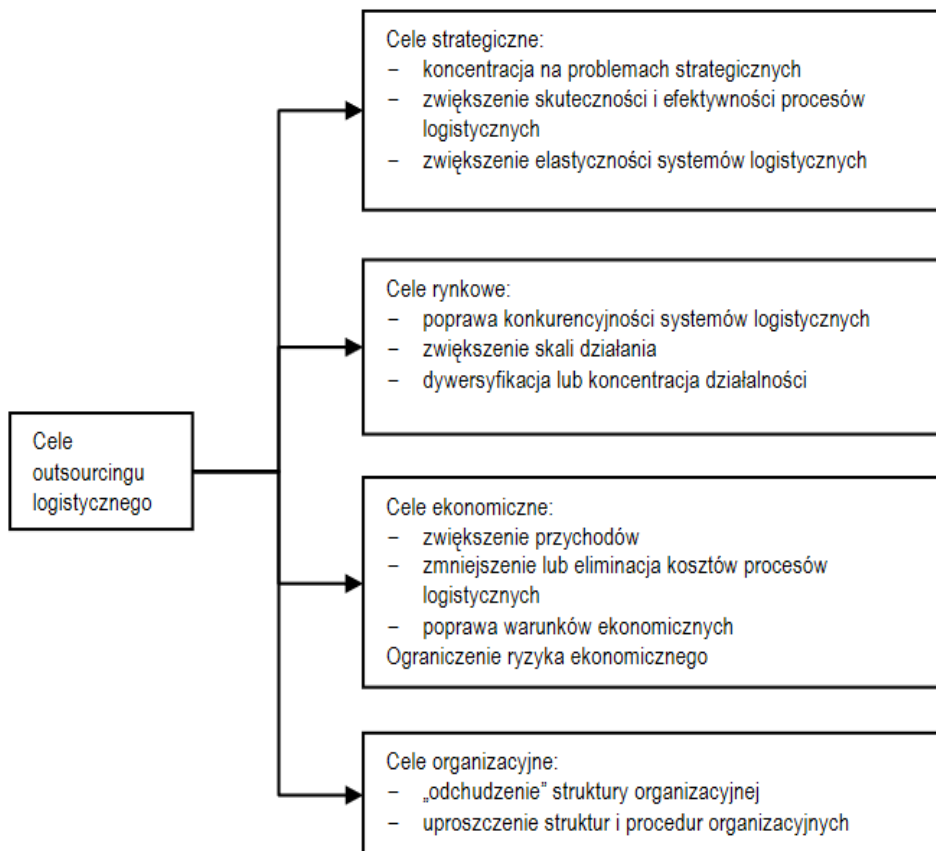 Cele strategiczne:
– koncentracja na problemach strategicznych
– zwiększenie skuteczności i efektywności procesów
logistycznych
– zwiększenie elastyczności systemów logistycznych
Cele rynkowe:
– poprawa konkurencyjności systemów logistycznych
– zwiększenie skali działania
– dywersyfikacja lub koncentracja działalności
Cele
outsourcingu
logistycznego
Cele ekonomiczne:
– zwiększenie przychodów
– zmniejszenie lub eliminacja kosztów procesów
logistycznych
– poprawa warunków ekonomicznych
Ograniczenie ryzyka ekonomicznego
Cele organizacyjne:
– „odchudzenie” struktury organizacyjnej
– uproszczenie struktur i procedur organizacyjnych